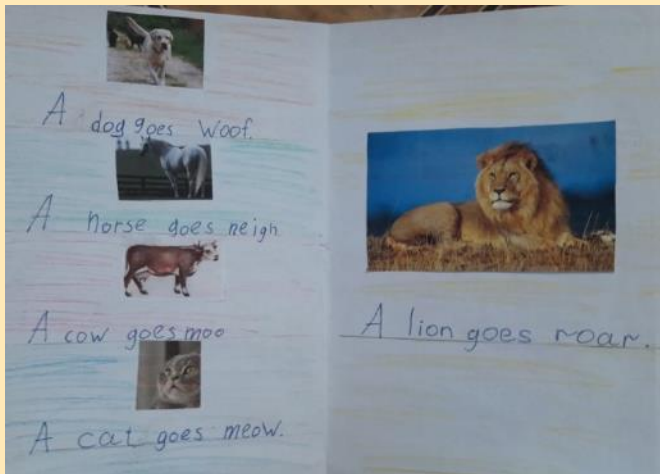 A dog goes woof.
A horse goes neigh.
A cow goes moo
A cat goes meow.
A lion goes roar.